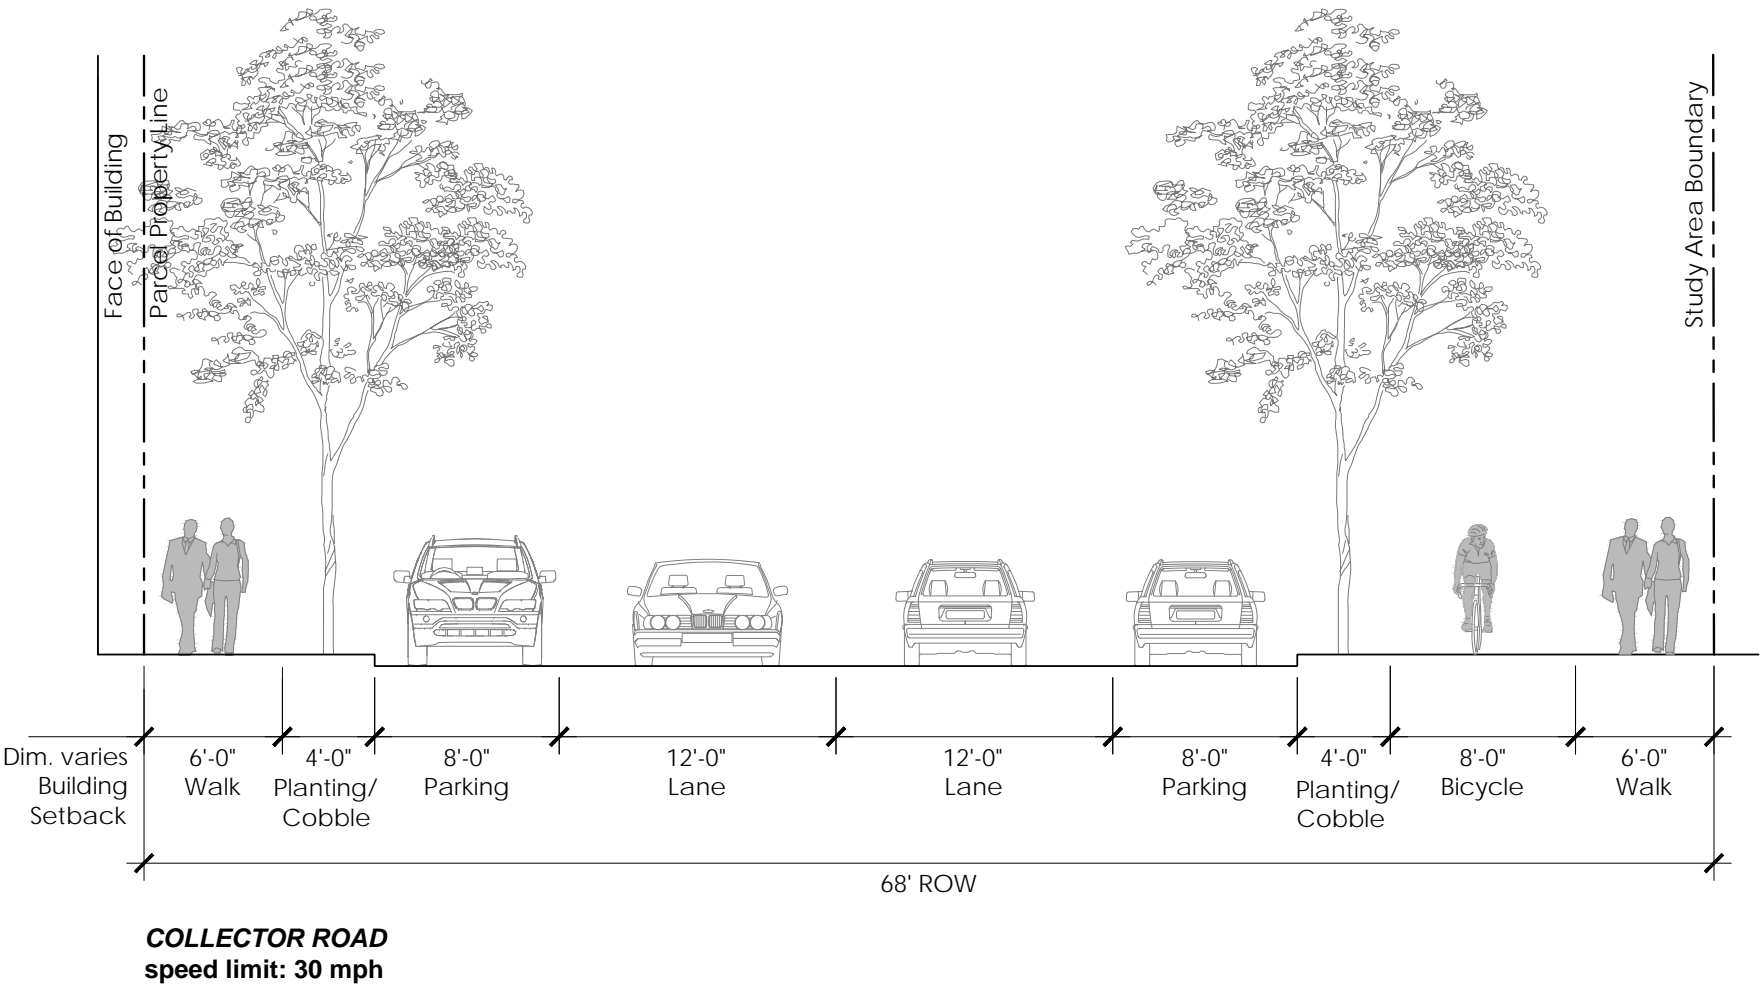 Face of Building
Parcel Property Line
Study Area Boundary
Dim. varies
Building
Setback
6'-0"
Walk
4'-0"
Planting/
Cobble
8'-0"
Parking
12'-0"
Lane
12'-0"
Lane
8'-0"
Parking
4'-0"
Planting/
Cobble
8'-0"
Bicycle
6'-0"
Walk
68' ROW
COLLECTOR ROAD
speed limit: 30 mph